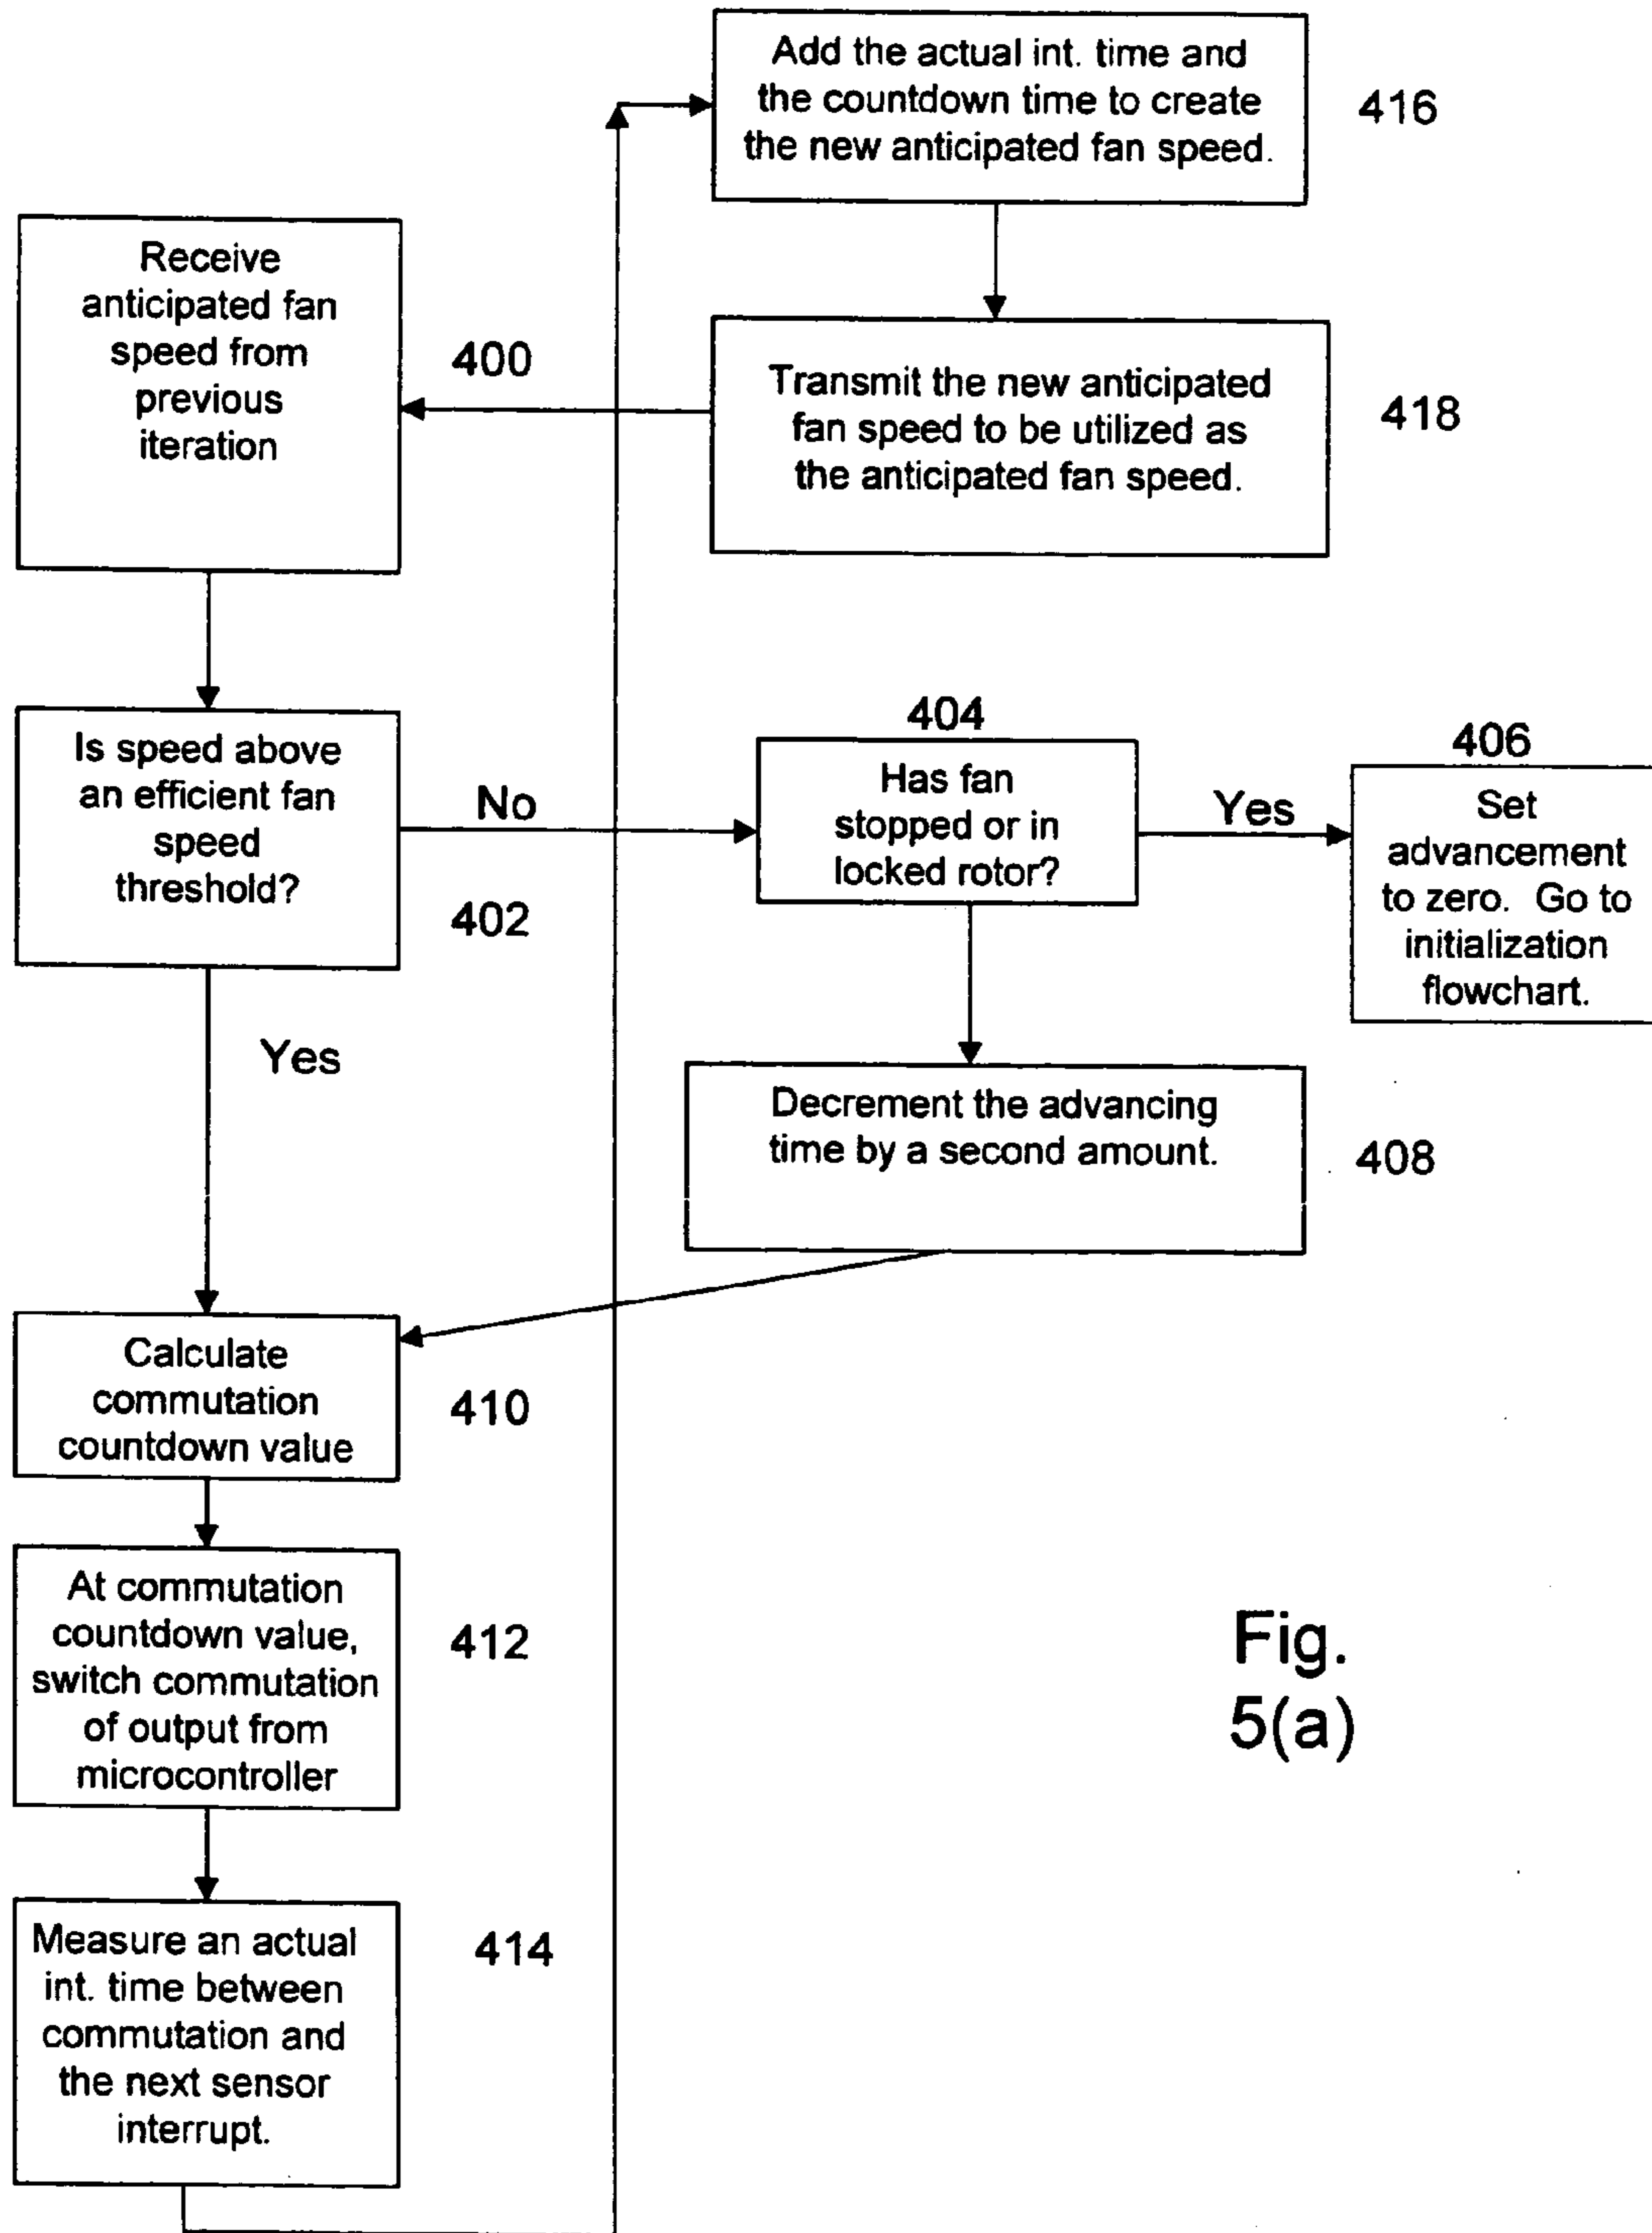 Add the actual int. time and
the countdown time to create
the new anticipated fan speed.
416
Receive
anticipated fan
speed from
previous
iteration
400
Transmit the new anticipated
fan speed to be utilized as
the anticipated fan speed.
418
Is speed above
an efficient fan
speed
threshold?
402
No
404
Has fan
stopped or in
locked rotor?
Yes
406
Set
advancement
to zero. Go to
initialization
flowchart.
Yes
Decrement the advancing
time by a second amount.
408
Calculate
commutation
countdown value
410
At commutation
countdown value,
switch commutation
of output from
microcontroller
412
Measure an actual
int. time between
commutation and
the next sensor
interrupt.
414
Fig.
5(a)